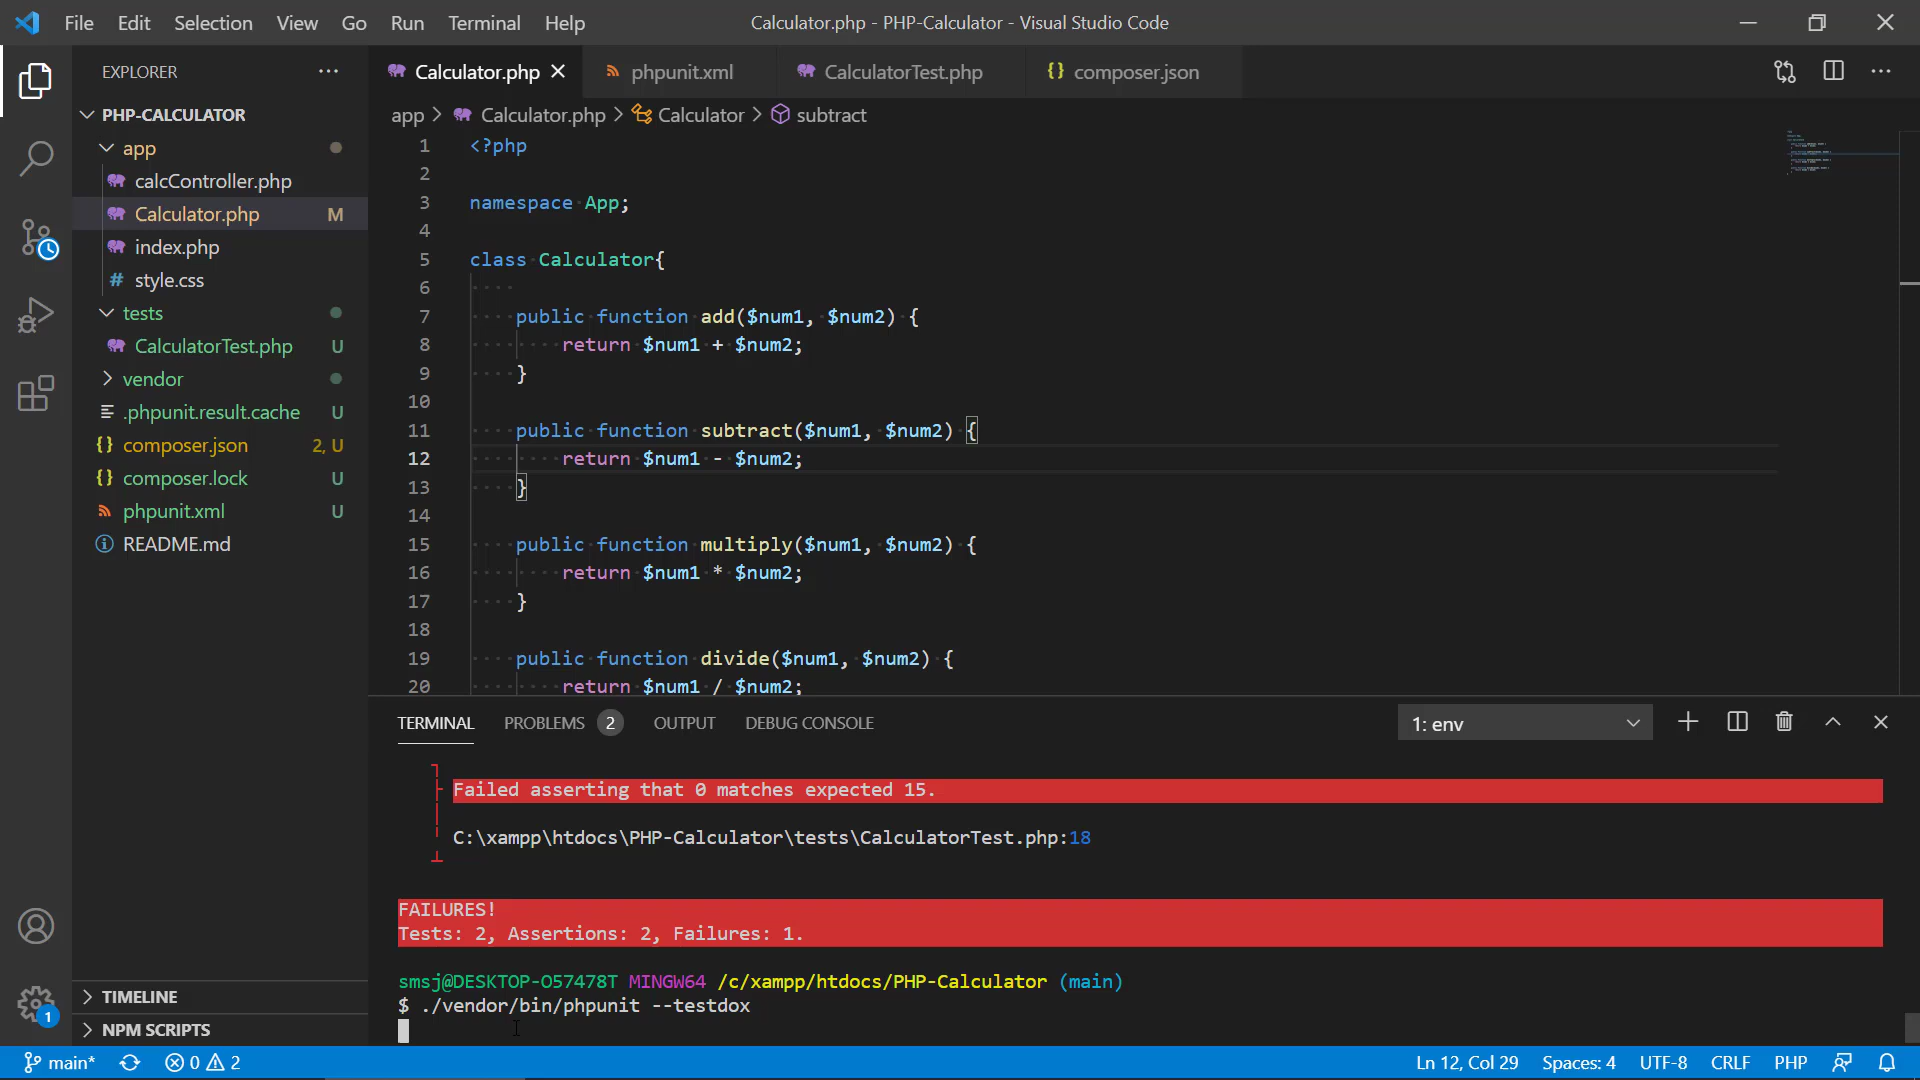 File Edit Selection View Go Run Terminal Help
Calculator.php - PHP-Calculator - Visual Studio Code
EXPLORER
PHP-CALCULATOR
app
calcController.php
Calculator.php M
index.php
style.css
tests
CalculatorTest.php U
vendor
.phpunit.result.cache U
composer.json 2, U
composer.lock U
phpunit.xml U
README.md
TIMELINE
NPM SCRIPTS
1
Calculator.php phpunit.xml CalculatorTest.php composer.json
app > Calculator.php > Calculator > subtract
1 <?php
2
3 namespace App;
4
5 class Calculator{
6
7 public function add($num1, $num2) {
8 return $num1 + $num2;
9 }
10
11 public function subtract($num1, $num2) {
12 return $num1 - $num2;
13 }
14
15 public function multiply($num1, $num2) {
16 return $num1 * $num2;
17 }
18
19 public function divide($num1, $num2) {
20 return $num1 / $num2;
TERMINAL PROBLEMS 2 OUTPUT DEBUG CONSOLE
1: env
Failed asserting that 0 matches expected 15.
C:\xampp\htdocs\PHP-Calculator\tests\CalculatorTest.php:18
FAILURES!
Tests: 2, Assertions: 2, Failures: 1.
smsj@DESKTOP-O57478T MINGW64 /c/xampp/htdocs/PHP-Calculator (main)
$ ./vendor/bin/phpunit --testdox
main* 0 2
Ln 12, Col 29 Spaces: 4 UTF-8 CRLF PHP